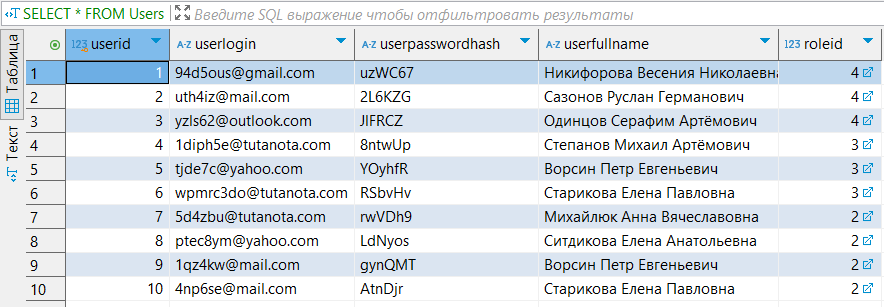 SELECT * FROM Users Введите SQL выражение чтобы отфильтровать результаты
Таблица
Текст
123 userid A-Z userlogin A-Z userpasswordhash A-Z userfullname 123 roleid
1 1 94d5ous@gmail.com uzWC67 Никифорова Весения Николаевна 4
2 2 uth4iz@mail.com 2L6KZG Сазонов Руслан Германович 4
3 3 yzls62@outlook.com JlFRCZ Одинцов Серафим Артёмович 4
4 4 1diph5e@tutanota.com 8ntwUp Степанов Михаил Артёмович 3
5 5 tjde7c@yahoo.com YOyhfR Ворсин Петр Евгеньевич 3
6 6 wpmrc3do@tutanota.com RSbvHv Старикова Елена Павловна 3
7 7 5d4zbu@tutanota.com rwVDh9 Михайлюк Анна Вячеславовна 2
8 8 ptec8ym@yahoo.com LdNyos Ситдикова Елена Анатольевна 2
9 9 1qz4kw@mail.com gynQMT Ворсин Петр Евгеньевич 2
10 10 4np6se@mail.com AtnDjr Старикова Елена Павловна 2